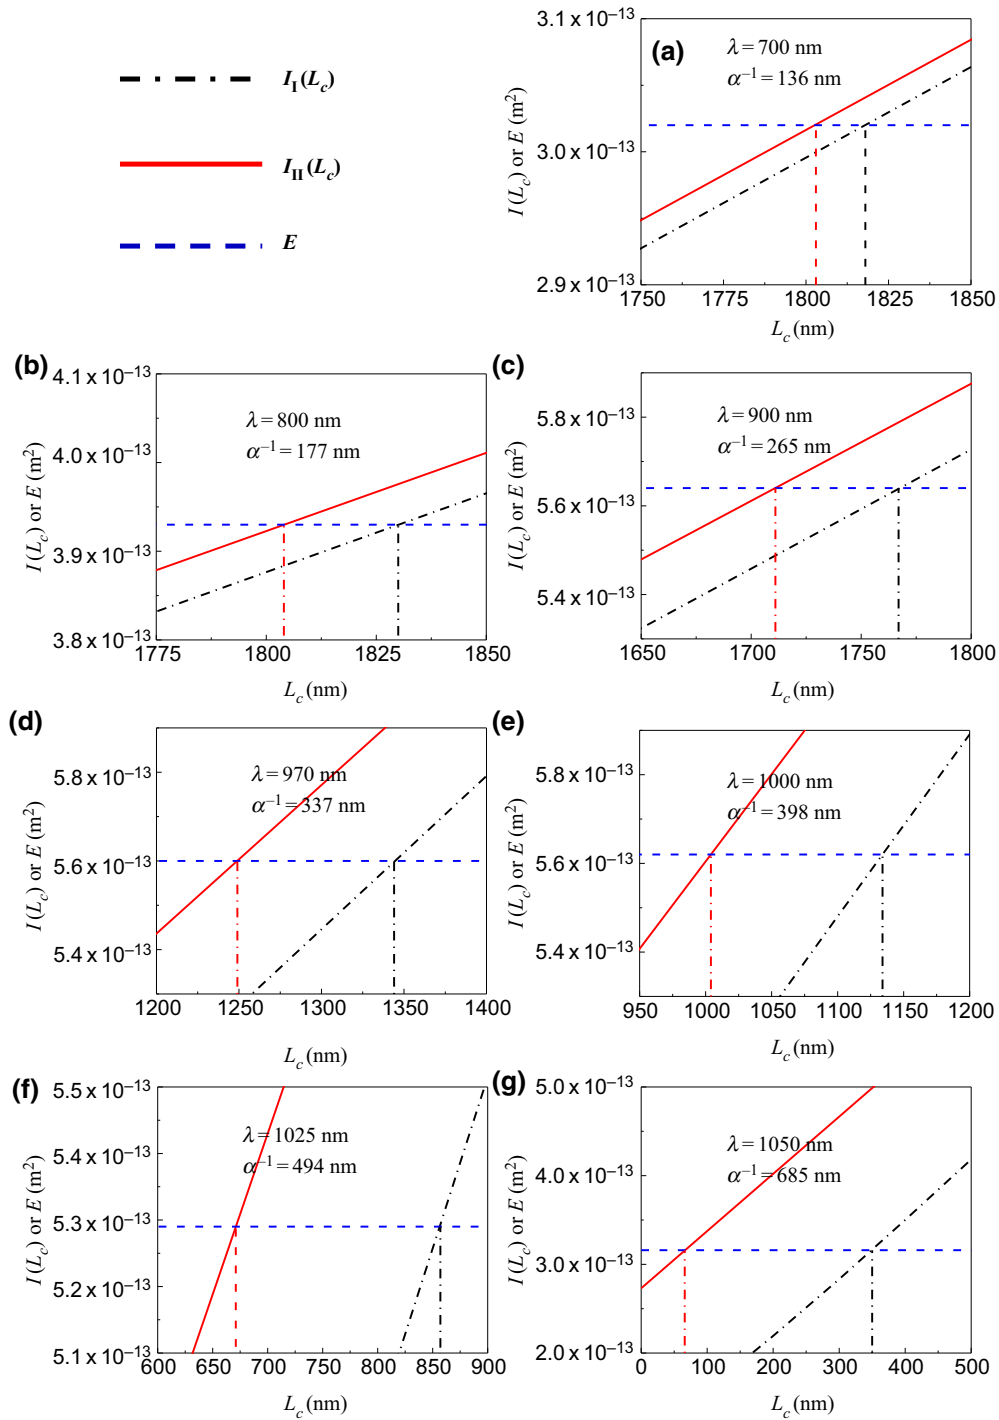 I_I(L_c)
I_II(L_c)
E
(a)
λ = 700 nm
α⁻¹ = 136 nm
3.1 x 10⁻¹³
3.0 x 10⁻¹³
2.9 x 10⁻¹³
I(L_c) or E (m²)
1750 1775 1800 1825 1850
L_c (nm)
(b)
λ = 800 nm
α⁻¹ = 177 nm
4.1 x 10⁻¹³
4.0 x 10⁻¹³
3.9 x 10⁻¹³
3.8 x 10⁻¹³
I(L_c) or E (m²)
1775 1800 1825 1850
L_c (nm)
(c)
λ = 900 nm
α⁻¹ = 265 nm
5.8 x 10⁻¹³
5.6 x 10⁻¹³
5.4 x 10⁻¹³
I(L_c) or E (m²)
1650 1700 1750 1800
L_c (nm)
(d)
λ = 970 nm
α⁻¹ = 337 nm
5.8 x 10⁻¹³
5.6 x 10⁻¹³
5.4 x 10⁻¹³
I(L_c) or E (m²)
1200 1250 1300 1350 1400
L_c (nm)
(e)
λ = 1000 nm
α⁻¹ = 398 nm
5.8 x 10⁻¹³
5.6 x 10⁻¹³
5.4 x 10⁻¹³
I(L_c) or E (m²)
950 1000 1050 1100 1150 1200
L_c (nm)
(f)
λ = 1025 nm
α⁻¹ = 494 nm
5.5 x 10⁻¹³
5.4 x 10⁻¹³
5.3 x 10⁻¹³
5.2 x 10⁻¹³
5.1 x 10⁻¹³
I(L_c) or E (m²)
600 650 700 750 800 850 900
L_c (nm)
(g)
λ = 1050 nm
α⁻¹ = 685 nm
5.0 x 10⁻¹³
4.0 x 10⁻¹³
3.0 x 10⁻¹³
2.0 x 10⁻¹³
I(L_c) or E (m²)
0 100 200 300 400 500
L_c (nm)